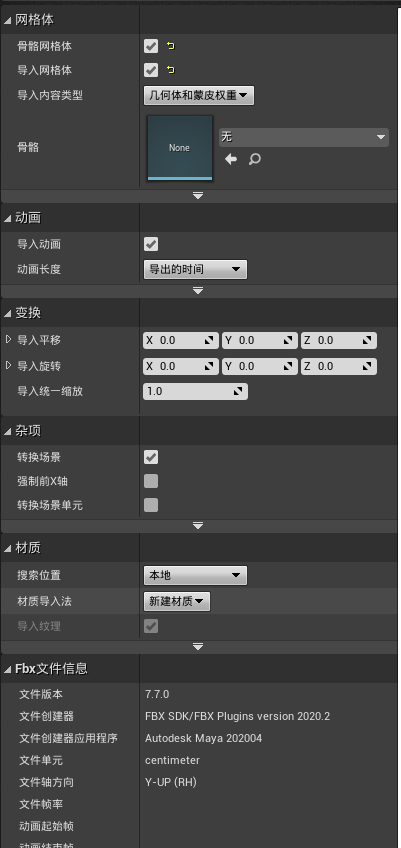 网格体
骨骼网格体
导入网格体
导入内容类型 几何体和蒙皮权重
骨骼 None 无
动画
导入动画
动画长度 导出的时间
变换
导入平移 X 0.0 Y 0.0 Z 0.0
导入旋转 X 0.0 Y 0.0 Z 0.0
导入统一缩放 1.0
杂项
转换场景
强制前X轴
转换场景单元
材质
搜索位置 本地
材质导入法 新建材质
导入纹理
Fbx文件信息
文件版本 7.7.0
文件创建器 FBX SDK/FBX Plugins version 2020.2
文件创建器应用程序 Autodesk Maya 202004
文件单元 centimeter
文件轴方向 Y-UP (RH)
文件帧率
动画起始帧
动画结束帧